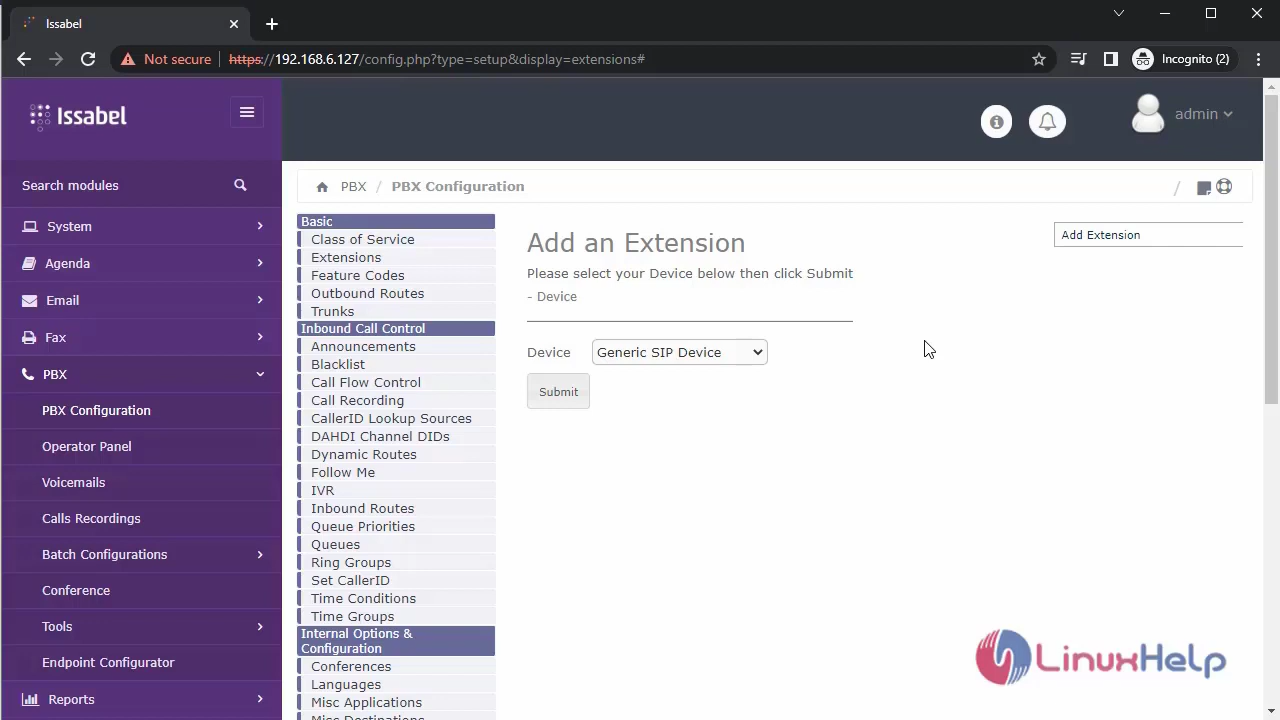 Issabel
Not secure
https://192.168.6.127/config.php?type=setup&display=extensions#
Incognito (2)
Issabel
admin
Search modules
System
Agenda
Email
Fax
PBX
PBX Configuration
Operator Panel
Voicemails
Calls Recordings
Batch Configurations
Conference
Tools
Endpoint Configurator
Reports
PBX / PBX Configuration
/
Basic
Class of Service
Extensions
Feature Codes
Outbound Routes
Trunks
Inbound Call Control
Announcements
Blacklist
Call Flow Control
Call Recording
CallerID Lookup Sources
DAHDI Channel DIDs
Dynamic Routes
Follow Me
IVR
Inbound Routes
Queue Priorities
Queues
Ring Groups
Set CallerID
Time Conditions
Time Groups
Internal Options &
Configuration
Conferences
Languages
Misc Applications
Misc Destinations
Add an Extension
Please select your Device below then click Submit
- Device
Device
Generic SIP Device
Submit
Add Extension
LinuxHelp